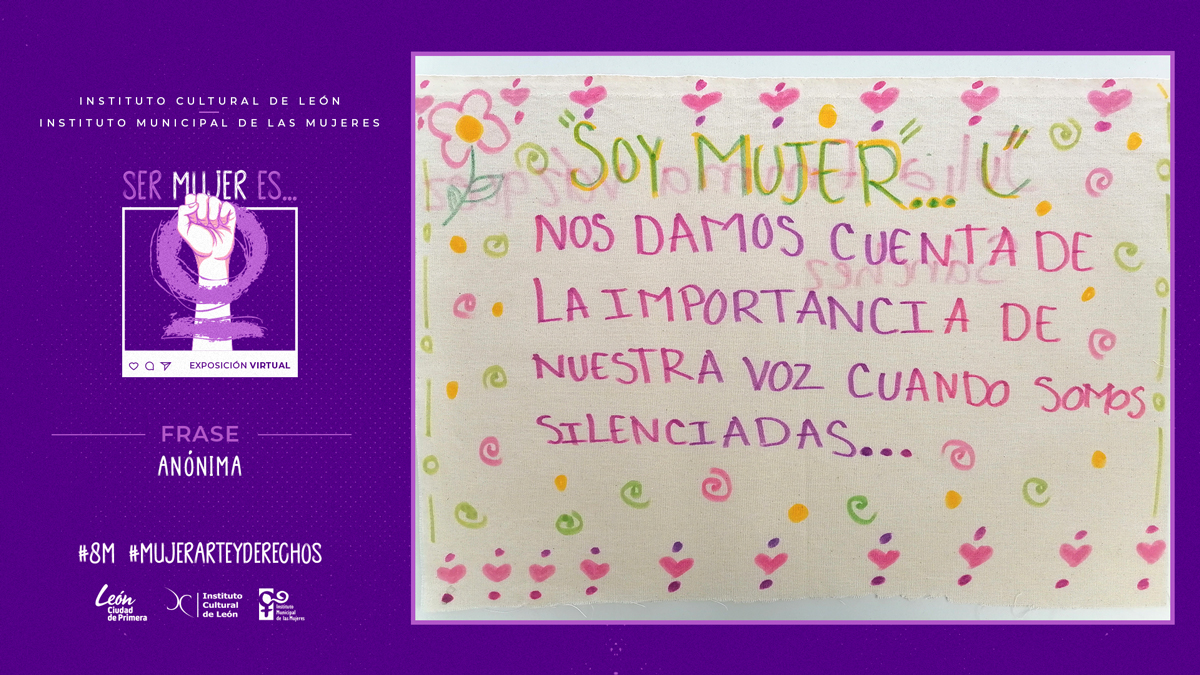 INSTITUTO CULTURAL DE LEÓN
INSTITUTO MUNICIPAL DE LAS MUJERES
SER MUJER ES...
EXPOSICIÓN VIRTUAL
FRASE
ANÓNIMA
#8M #MUJERARTEYDERECHOS
León
Ciudad
de Primera
Instituto
Cultural
de León
Instituto
Municipal
de las Mujeres
"SOY MUJER"...
NOS DAMOS CUENTA DE
LA IMPORTANCIA DE
NUESTRA VOZ CUANDO SOMOS
SILENCIADAS...